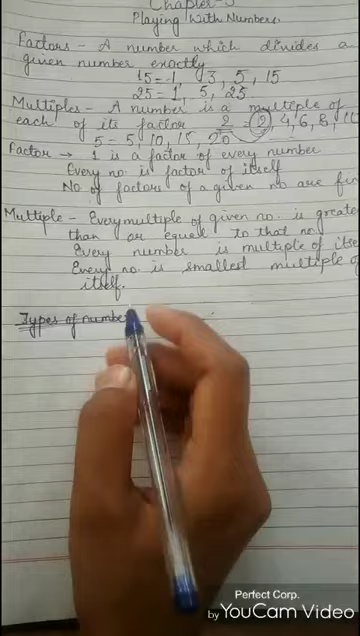 Chapter-3
Playing With Numbers.
Factors - A number which divides a
given number exactly
15 = 1, 3, 5, 15
25 = 1, 5, 25
Multiples - A number is a multiple of
each of its factor 2 = 2, 4, 6, 8, 10
5 = 5, 10, 15, 20
Factor → 1 is a factor of every number
Every no is factor of itself
No of factors of a given no are
Multiple - Every multiple of given no. is
than or equal to that no.
Every number is multiple of
Every no. is smalled multiple of
itself.
Types of
Perfect Corp.
by YouCam Video